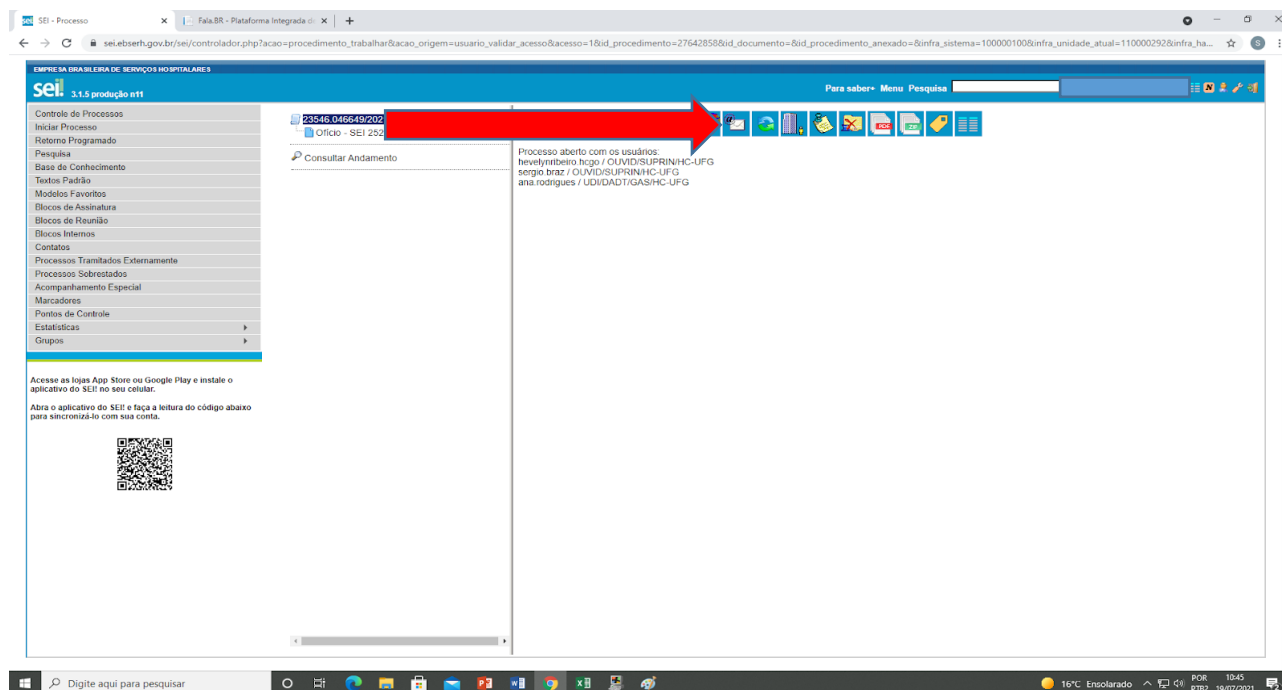 SEI - Processo
Fala.BR - Plataforma Integrada d
sei.ebserh.gov.br/sei/controlador.php?acao=procedimento_trabalhar&acao_origem=usuario_validar_acesso&acesso=1&id_procedimento=27642858&id_documento=&id_procedimento_anexado=&infra_sistema=100000100&infra_unidade_atual=110000292&infra_ha...
S
EMPRESA BRASILEIRA DE SERVIÇOS HOSPITALARES
sei! 3.1.5 produção n11
Para saber+ Menu Pesquisa
N
Controle de Processos
Iniciar Processo
Retorno Programado
Pesquisa
Base de Conhecimento
Textos Padrão
Modelos Favoritos
Blocos de Assinatura
Blocos de Reunião
Blocos Internos
Contatos
Processos Tramitados Externamente
Processos Sobrestados
Acompanhamento Especial
Marcadores
Pontos de Controle
Estatísticas
Grupos
Acesse as lojas App Store ou Google Play e instale o
aplicativo do SEI! no seu celular.
Abra o aplicativo do SEI! e faça a leitura do código abaixo
para sincronizá-lo com sua conta.
23546.046649/202
Ofício - SEI 252
Consultar Andamento
PDF
ZIP
Processo aberto com os usuários:
hevelynribeiro.hcgo / OUVID/SUPRIN/HC-UFG
sergio.braz / OUVID/SUPRIN/HC-UFG
ana.rodrigues / UDI/DADT/GAS/HC-UFG
Digite aqui para pesquisar
16°C Ensolarado
POR
PTB2
10:45
19/07/2021